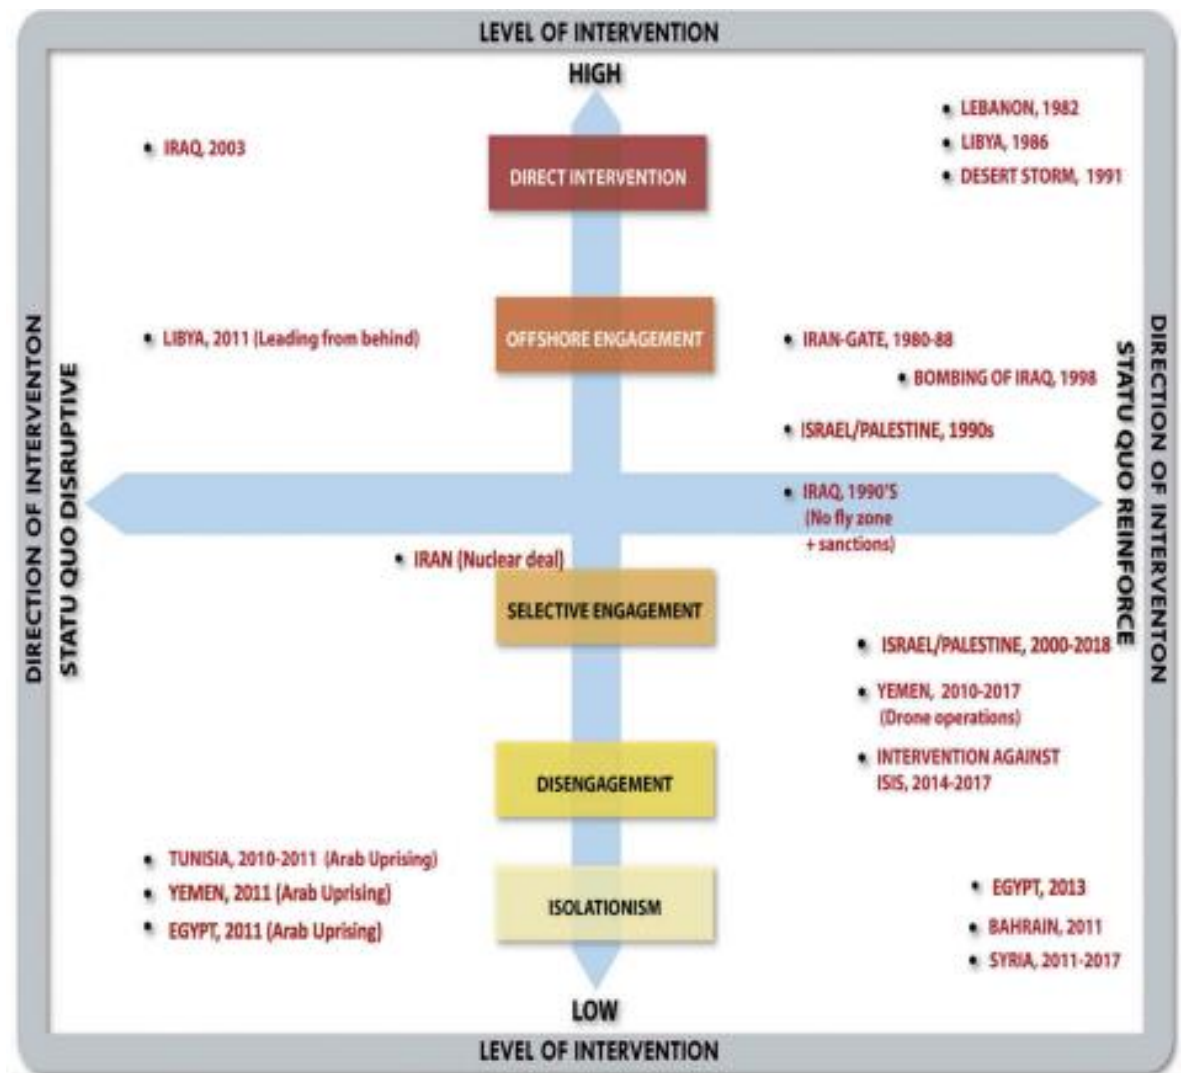 LEVEL OF INTERVENTION
HIGH
LEBANON, 1982
IRAQ, 2003
LIBYA, 1986
DIRECT INTERVENTION
DESERT STORM, 1991
LIBYA, 2011 (Leading from behind)
OFFSHORE ENGAGEMENT
IRAN-GATE, 1980-88
BOMBING OF IRAQ, 1998
ISRAEL/PALESTINE, 1990s
DIRECTION OF INTERVENTON
STATU QUO DISRUPTIVE
STATU QUO REINFORCE
DIRECTION OF INTERVENTON
IRAQ, 1990'S
(No fly zone
+ sanctions)
IRAN (Nuclear deal)
SELECTIVE ENGAGEMENT
ISRAEL/PALESTINE, 2000-2018
YEMEN, 2010-2017
(Drone operations)
INTERVENTION AGAINST
ISIS, 2014-2017
DISENGAGEMENT
TUNISIA, 2010-2011 (Arab Uprising)
YEMEN, 2011 (Arab Uprising)
EGYPT, 2011 (Arab Uprising)
ISOLATIONISM
EGYPT, 2013
BAHRAIN, 2011
SYRIA, 2011-2017
LOW
LEVEL OF INTERVENTION